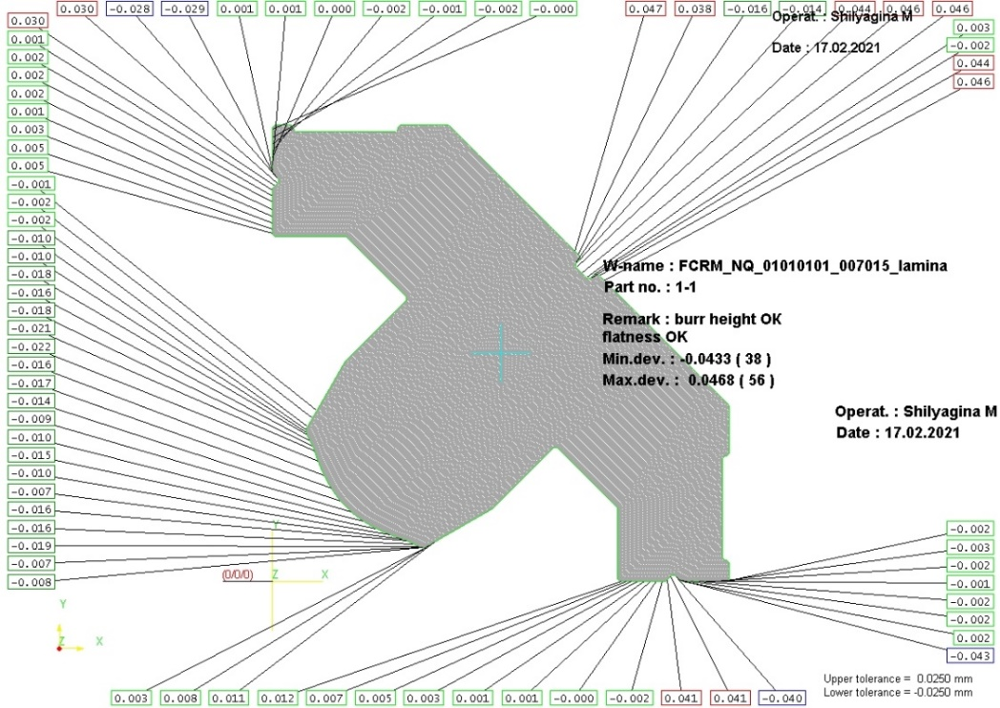 0.030 -0.028 -0.029 0.001 0.001 0.000 -0.002 -0.001 -0.002 -0.000 0.047 0.038 -0.016 -0.014 0.044 0.046 0.046
Operat. : Shilyagina M
Date : 17.02.2021
0.030
0.001
0.002
0.002
0.002
0.001
0.003
0.005
0.005
-0.001
-0.002
-0.002
-0.010
-0.010
-0.018
-0.016
-0.018
-0.021
-0.022
-0.016
-0.017
-0.014
-0.009
-0.010
-0.015
-0.010
-0.007
-0.016
-0.016
-0.019
-0.007
-0.008
0.003
-0.002
0.044
0.046
W-name : FCRM_NQ_01010101_007015_lamina
Part no. : 1-1
Remark : burr height OK
flatness OK
Min.dev. : -0.0433 ( 38 )
Max.dev. : 0.0468 ( 56 )
Operat. : Shilyagina M
Date : 17.02.2021
Y
(0/0/0) Z X
Y
Z X
-0.002
-0.003
-0.002
-0.001
-0.002
-0.002
0.002
-0.043
0.003 0.008 0.011 0.012 0.007 0.005 0.003 0.001 0.001 -0.000 -0.002 0.041 0.041 -0.040
Upper tolerance = 0.0250 mm
Lower tolerance = -0.0250 mm